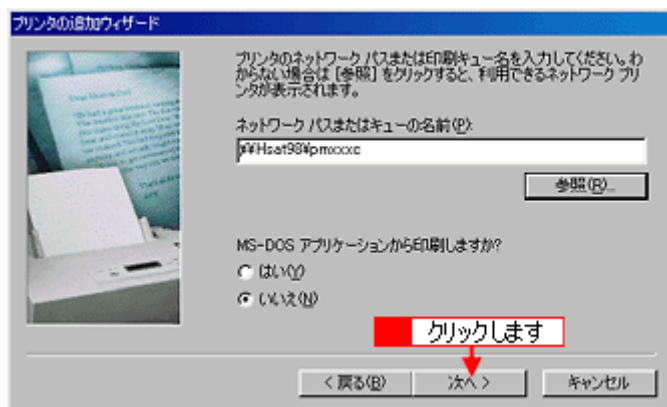 プリンタの追加ウィザード
プリンタのネットワーク パスまたは印刷キュー名を入力してください。わ
からない場合は [参照] をクリックすると、利用できるネットワーク プリ
ンタが表示されます。
ネットワーク パスまたはキューの名前(P):
¥¥Hsat98¥pmxxxc
参照(R)...
MS-DOS アプリケーションから印刷しますか?
はい(Y)
いいえ(N)
クリックします
< 戻る(B)
次へ >
キャンセル